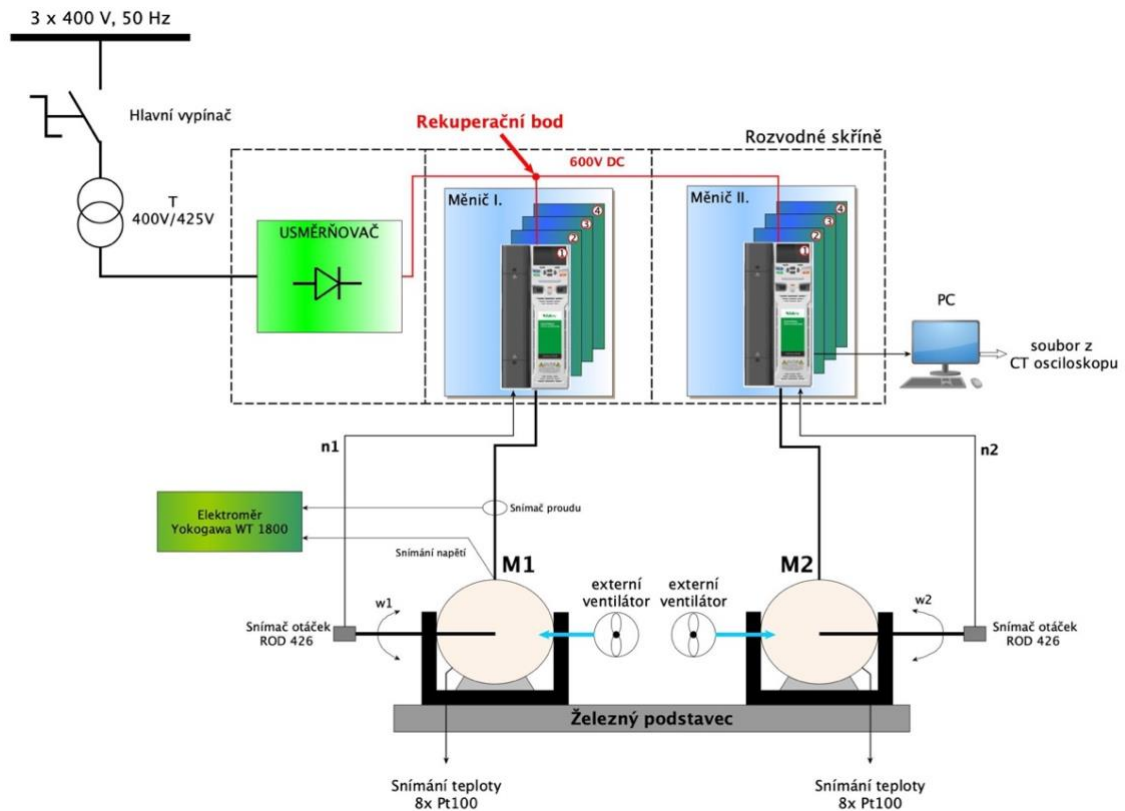 3 x 400 V, 50 Hz
Hlavní vypínač
T
400V/425V
Rekuperační bod
600V DC
Rozvodné skříně
USMĚRŇOVAČ
Měnič I.
4
3
2
1
Měnič II.
4
3
2
1
PC
soubor z
CT osciloskopu
n1
n2
Elektroměr
Yokogawa WT 1800
Snímač proudu
Snímání napětí
M1
M2
externí
ventilátor
externí
ventilátor
w1
w2
Snímač otáček
ROD 426
Snímač otáček
ROD 426
Železný podstavec
Snímání teploty
8x Pt100
Snímání teploty
8x Pt100